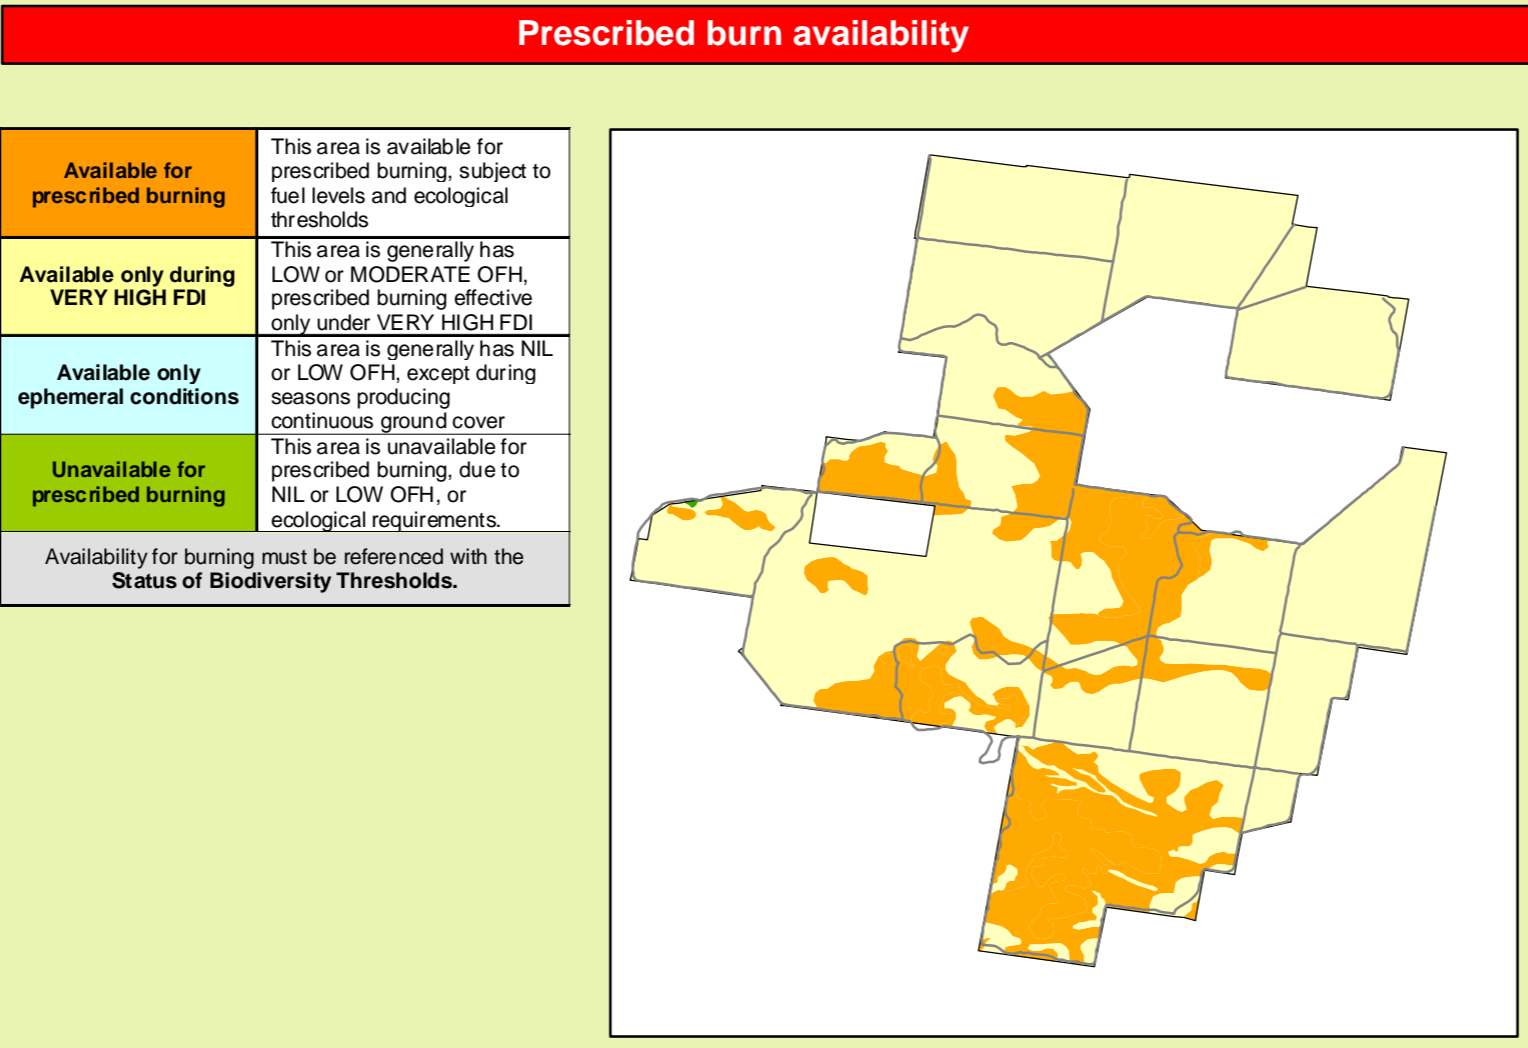 Prescribed burn availability
Available for
prescribed burning
This area is available for
prescribed burning, subject to
fuel levels and ecological
thresholds
Available only during
VERY HIGH FDI
This area is generally has
LOW or MODERATE OFH,
prescribed burning effective
only under VERY HIGH FDI
Available only
ephemeral conditions
This area is generally has NIL
or LOW OFH, except during
seasons producing
continuous ground cover
Unavailable for
prescribed burning
This area is unavailable for
prescribed burning, due to
NIL or LOW OFH, or
ecological requirements.
Availability for burning must be referenced with the
Status of Biodiversity Thresholds.